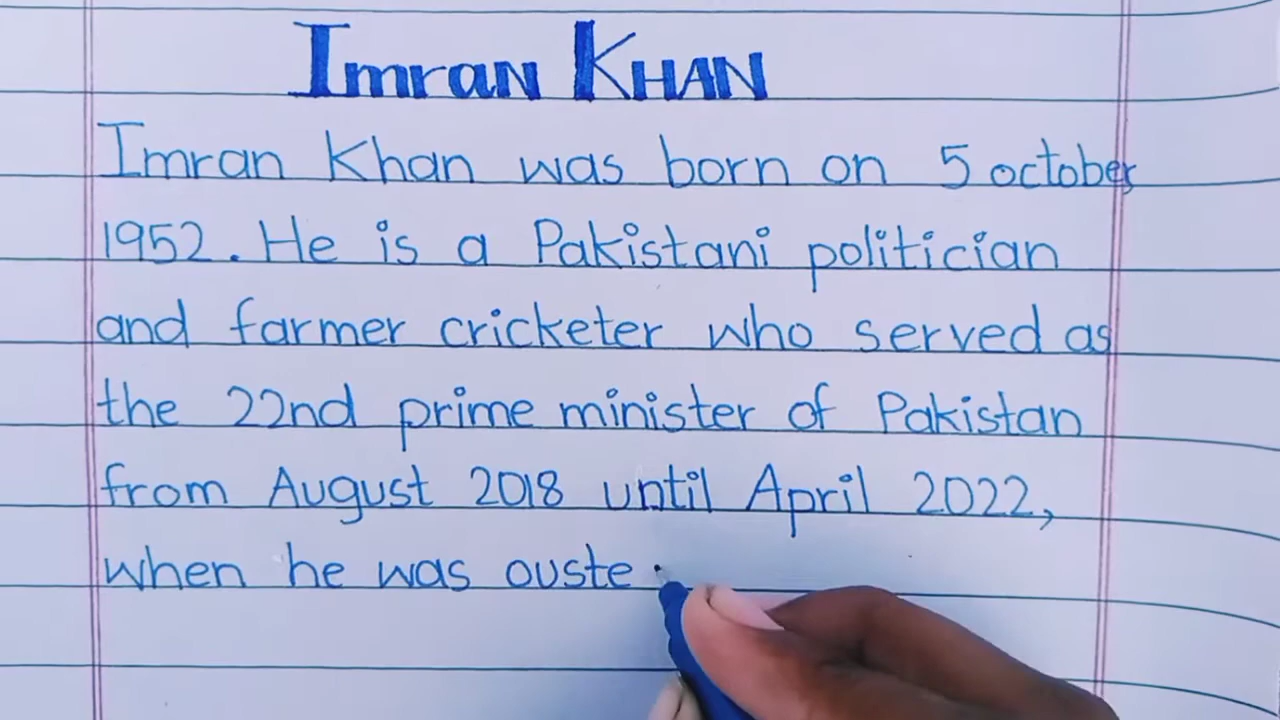 Imran KHAN
Imran Khan was born on 5 october
1952. He is a Pakistani politician
and farmer cricketer who served as
the 22nd prime minister of Pakistan
from August 2018 until April 2022,
when he was ouste